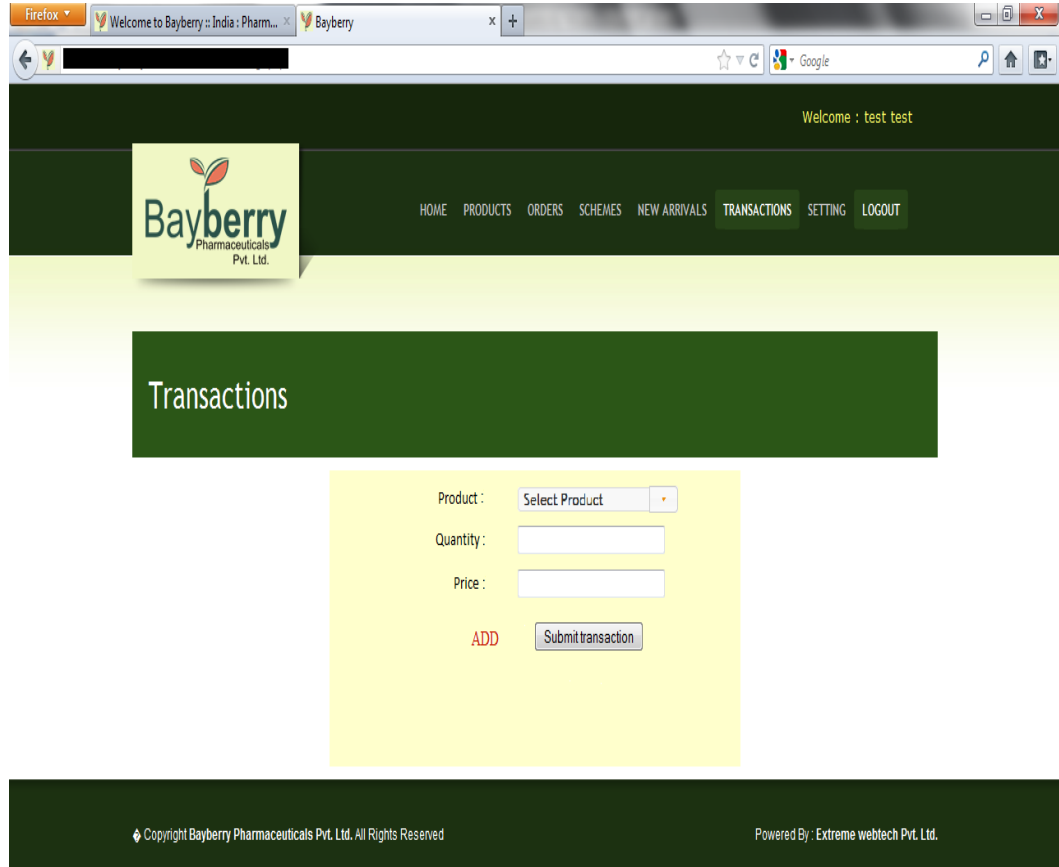 Firefox
Welcome to Bayberry :: India : Pharm... × Bayberry x +
Google
Welcome : test test
Bayberry
Pharmaceuticals
Pvt. Ltd.
HOME PRODUCTS ORDERS SCHEMES NEW ARRIVALS TRANSACTIONS SETTING LOGOUT
Transactions
Product : Select Product
Quantity :
Price :
ADD Submit transaction
� Copyright Bayberry Pharmaceuticals Pvt. Ltd. All Rights Reserved Powered By : Extreme webtech Pvt. Ltd.